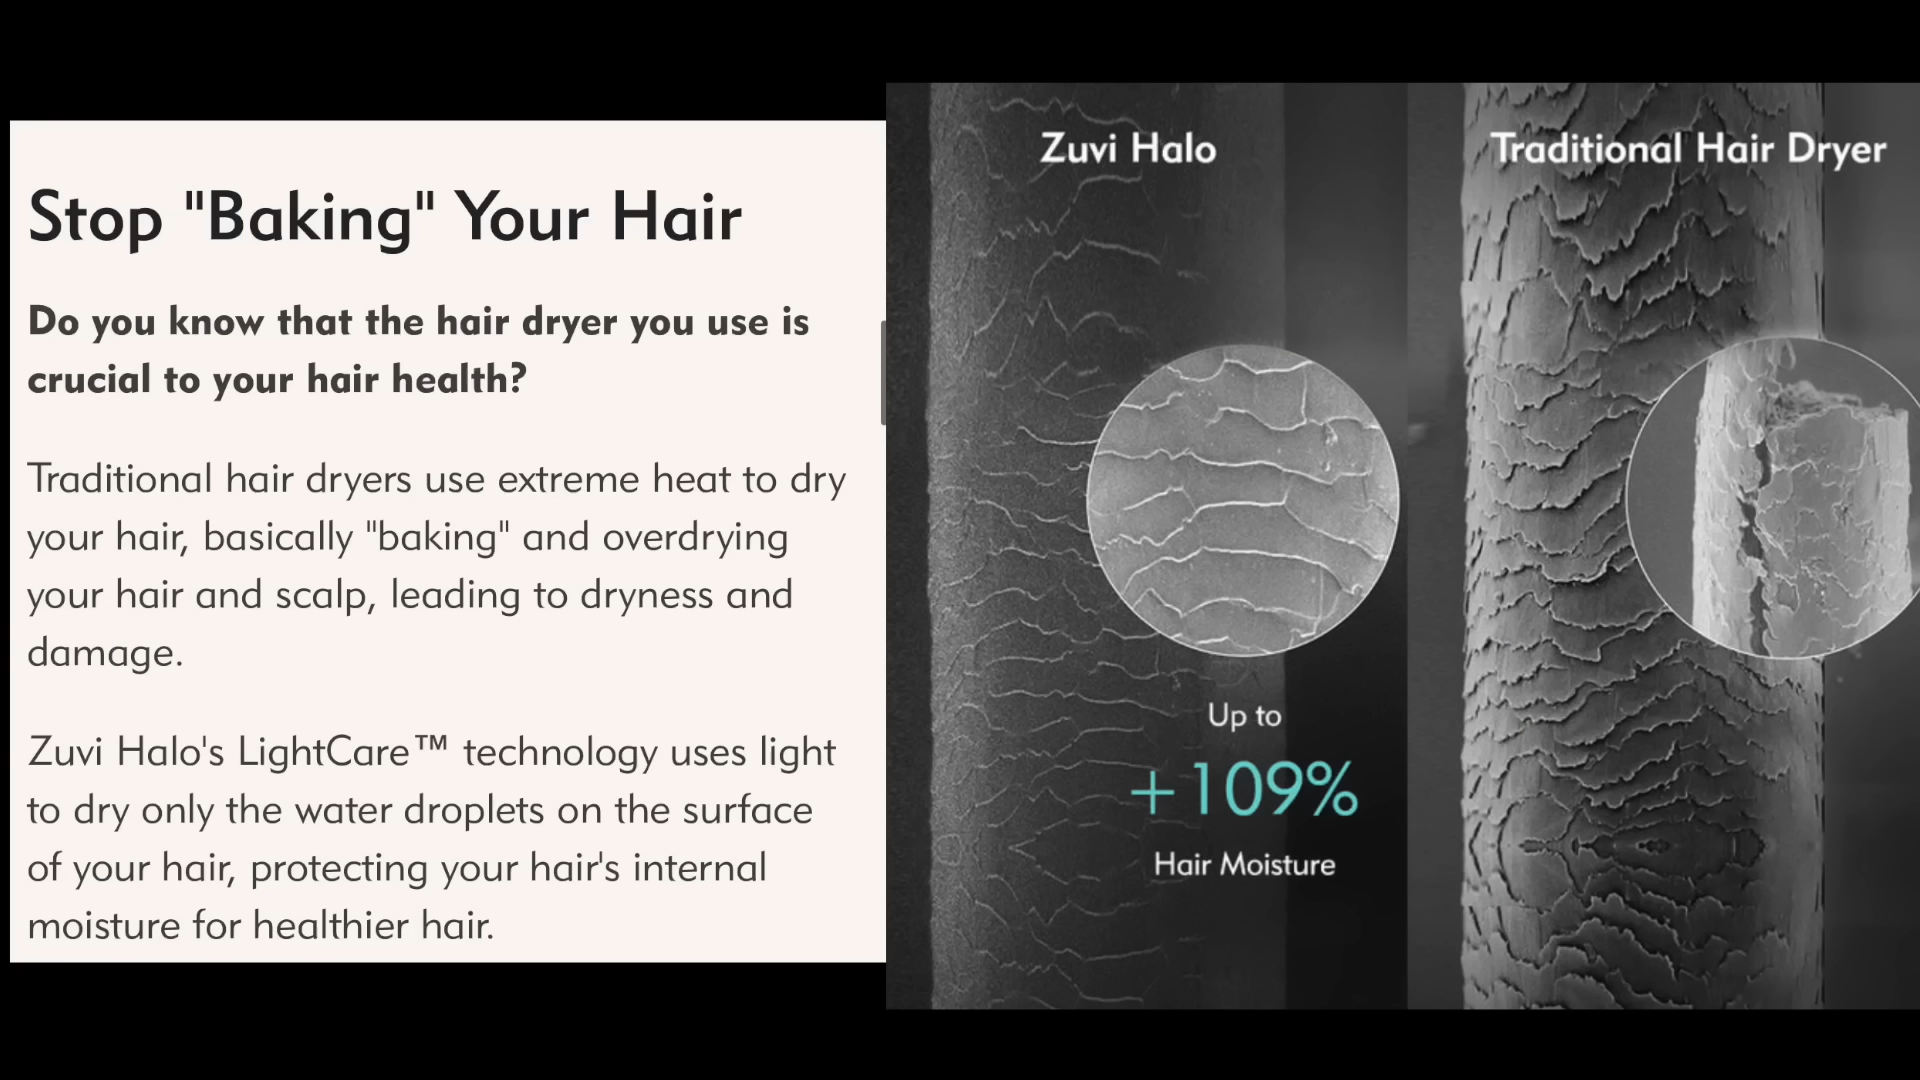 Stop "Baking" Your Hair
Do you know that the hair dryer you use is
crucial to your hair health?
Traditional hair dryers use extreme heat to dry
your hair, basically "baking" and overdrying
your hair and scalp, leading to dryness and
damage.
Zuvi Halo's LightCare™ technology uses light
to dry only the water droplets on the surface
of your hair, protecting your hair's internal
moisture for healthier hair.
Zuvi Halo
Up to
+109%
Hair Moisture
Traditional Hair Dryer